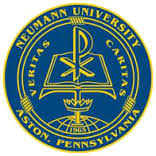 NEUMANN UNIVERSITY
VERITAS
CARITAS
1965
ASTON, PENNSYLVANIA